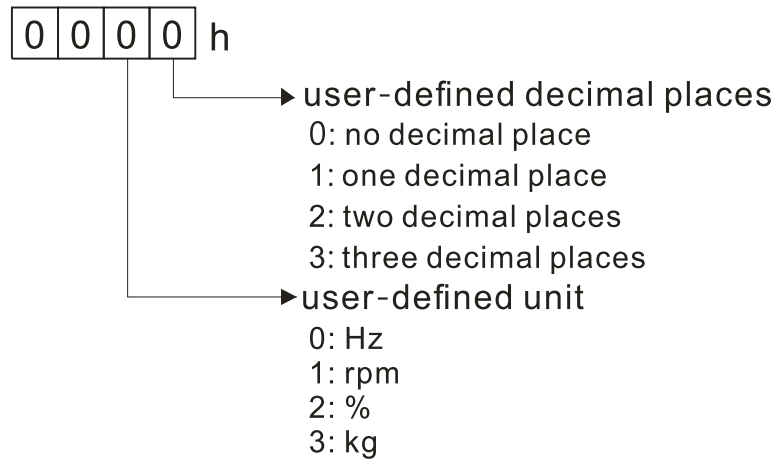 0 0 0 0 h
user-defined decimal places
0: no decimal place
1: one decimal place
2: two decimal places
3: three decimal places
user-defined unit
0: Hz
1: rpm
2: %
3: kg